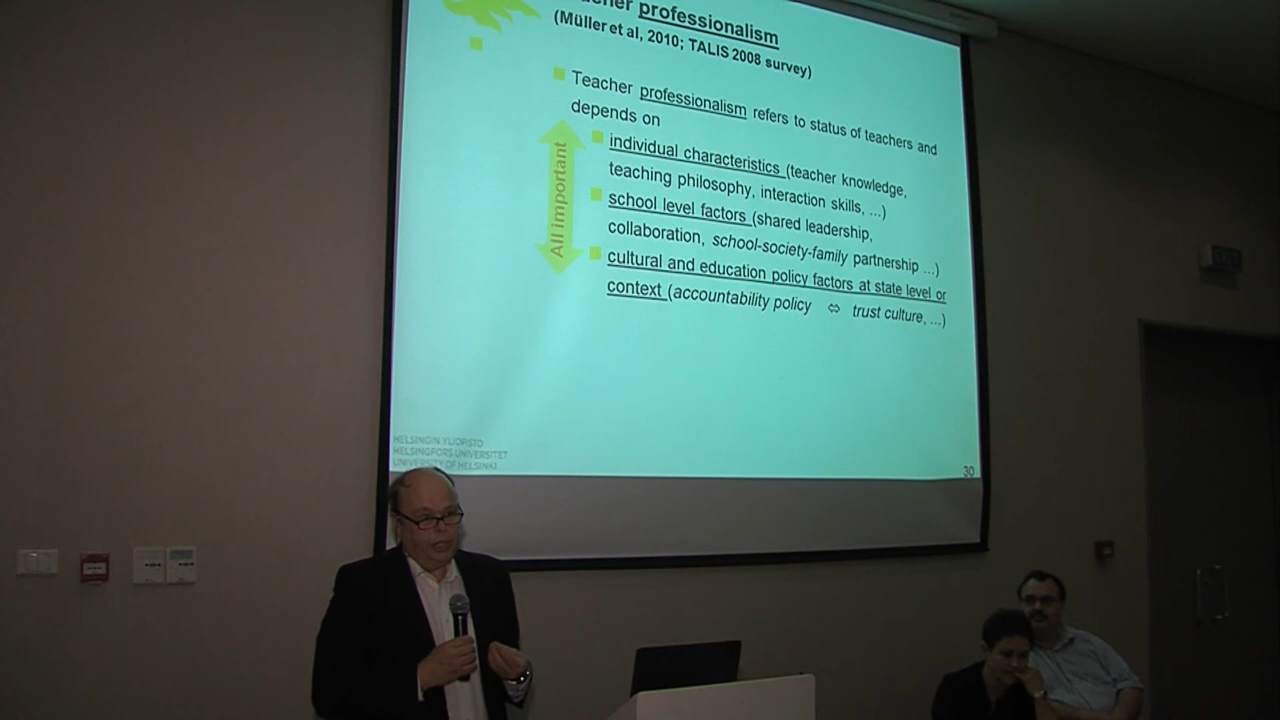 professionalism
(Müller et al, 2010; TALIS 2008 survey)
Teacher professionalism refers to status of teachers and
depends on
All important
individual characteristics (teacher knowledge,
teaching philosophy, interaction skills, ...)
school level factors (shared leadership,
collaboration, school-society-family partnership ...)
cultural and education policy factors at state level or
context (accountability policy ⇔ trust culture, ...)
HELSINGIN YLIOPISTO
HELSINGFORS UNIVERSITET
UNIVERSITY OF HELSINKI
30